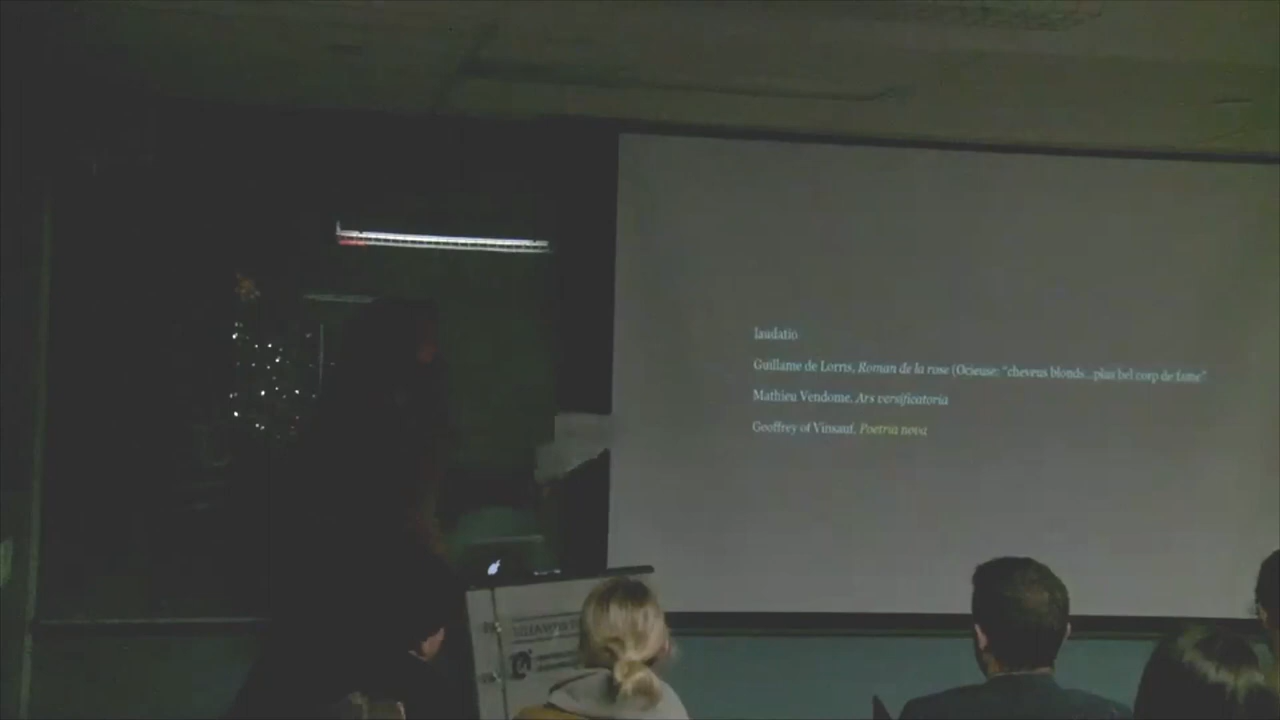 laudatio
Guillame de Lorris, Roman de la rose (Ocieuse: "cheveus blonds...plus bel corp de fame"
Mathieu Vendome, Ars versificatoria
Geoffrey of Vinsauf, Poetria nova